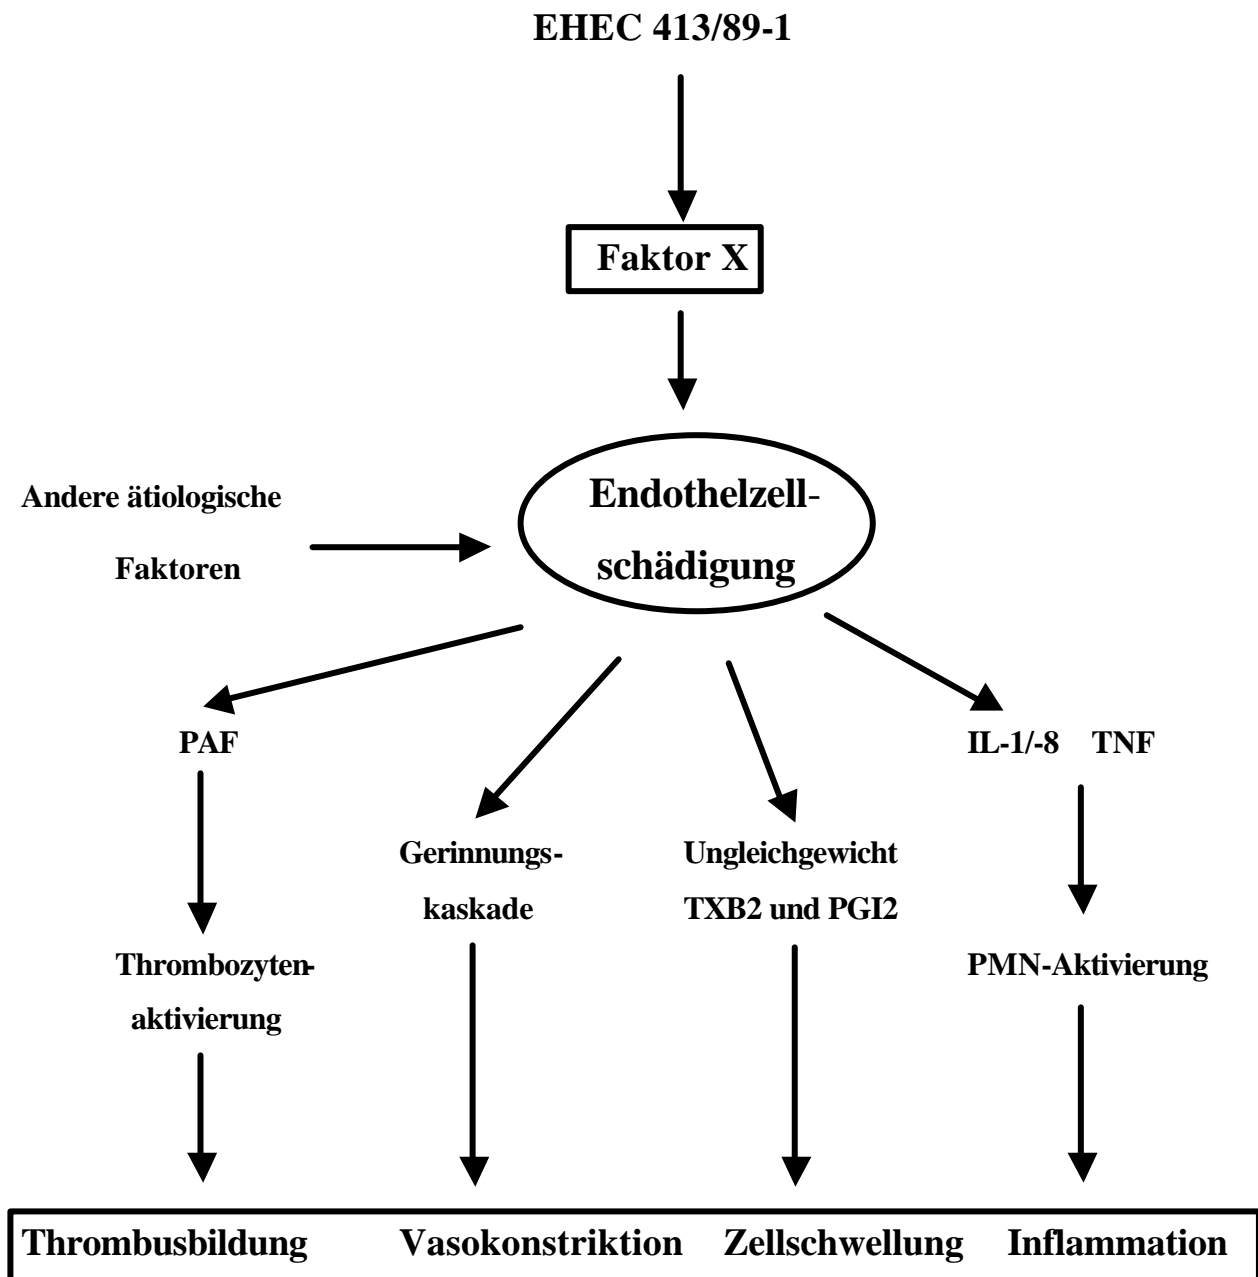 EHEC 413/89-1
Faktor X
Endothelzell-
schädigung
Andere ätiologische
Faktoren
PAF
IL-1/-8 TNF
Gerinnungs-
kaskade
Ungleichgewicht
TXB2 und PGI2
Thrombozyten-
aktivierung
PMN-Aktivierung
Thrombusbildung Vasokonstriktion Zellschwellung Inflammation